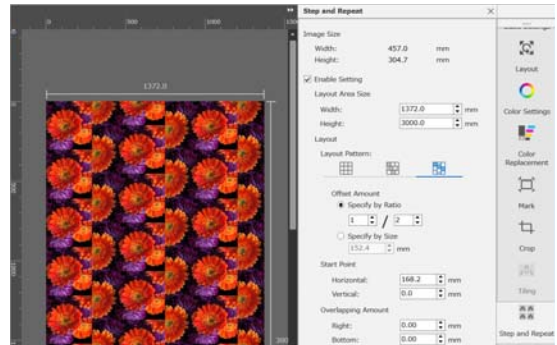 Step and Repeat
Image Size
Width: 457.0 mm
Height: 304.7 mm
Enable Setting
Layout Area Size
Width: 1372.0 mm
Height: 3000.0 mm
Layout
Layout Pattern:
Offset Amount
Specify by Ratio
1 / 2
Specify by Size
152.4 mm
Start Point
Horizontal: 168.2 mm
Vertical: 0.0 mm
Overlapping Amount
Right: 0.00 mm
Bottom: 0.00 mm
0 500 1000
1372.0
Layout
Color Settings
Color
Replacement
Mark
Crop
Tiling
Step and Repeat